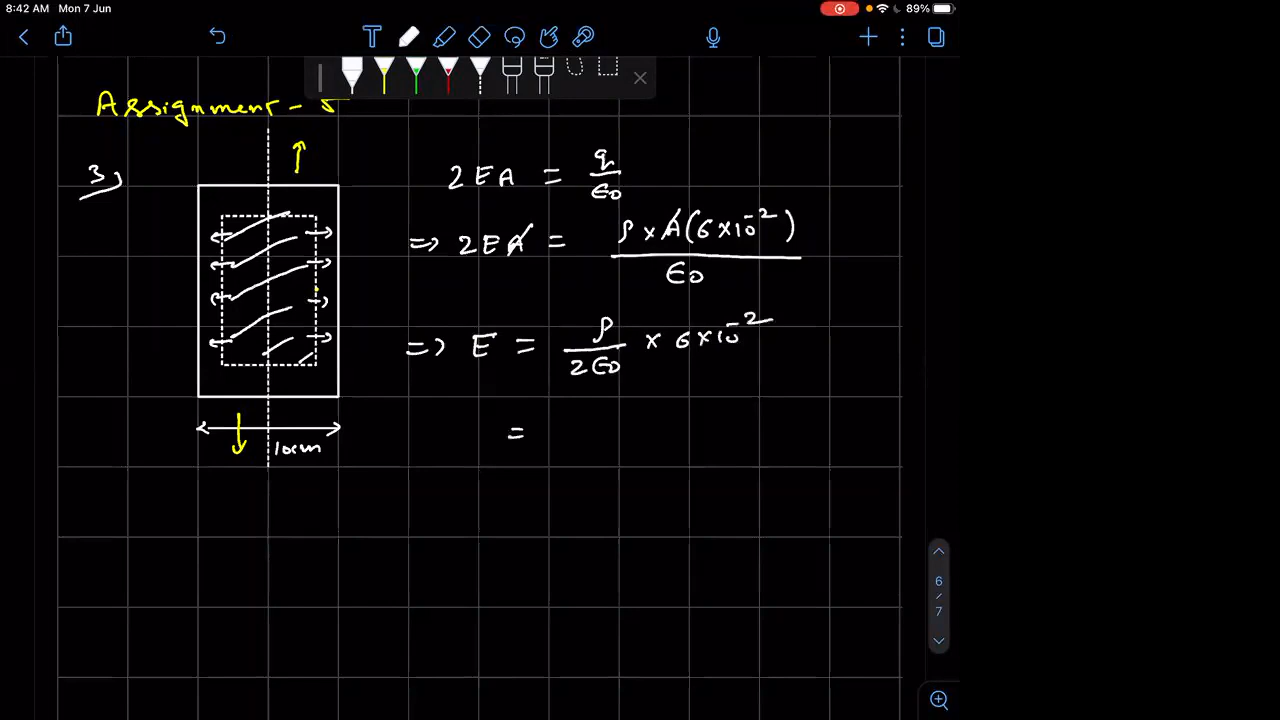 8:42 AM Mon 7 Jun
89%
Assignment - 5
3)
2EA = q/ε0
=> 2EA = ρ × A(6×10⁻²) / ε0
=> E = ρ/2ε0 × 6×10⁻²
=
10cm
6
/
7